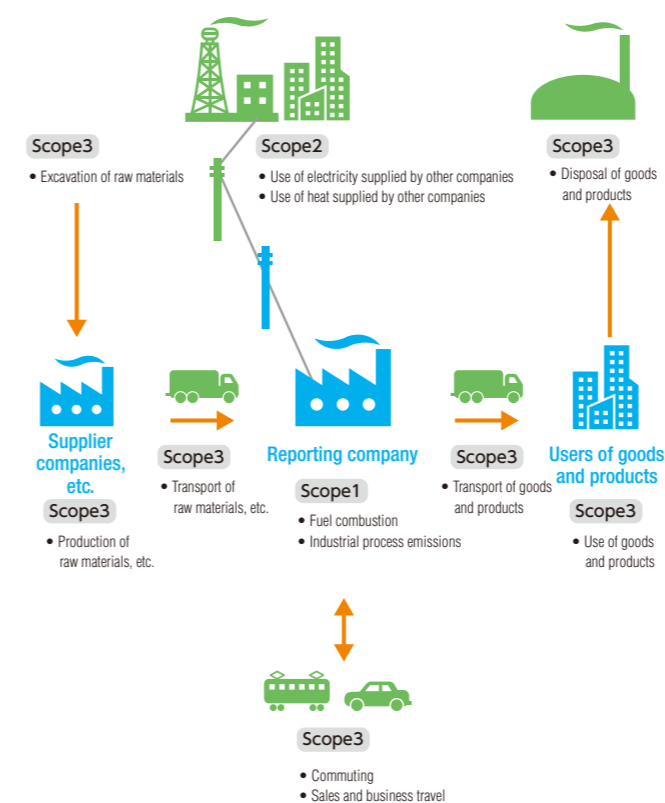 Scope3
• Excavation of raw materials
Scope2
• Use of electricity supplied by other companies
• Use of heat supplied by other companies
Scope3
• Disposal of goods
and products
Supplier
companies,
etc.
Scope3
• Production of
raw materials, etc.
Scope3
• Transport of
raw materials, etc.
Reporting company
Scope1
• Fuel combustion
• Industrial process emissions
Scope3
• Transport of goods
and products
Users of goods
and products
Scope3
• Use of goods
and products
Scope3
• Commuting
• Sales and business travel